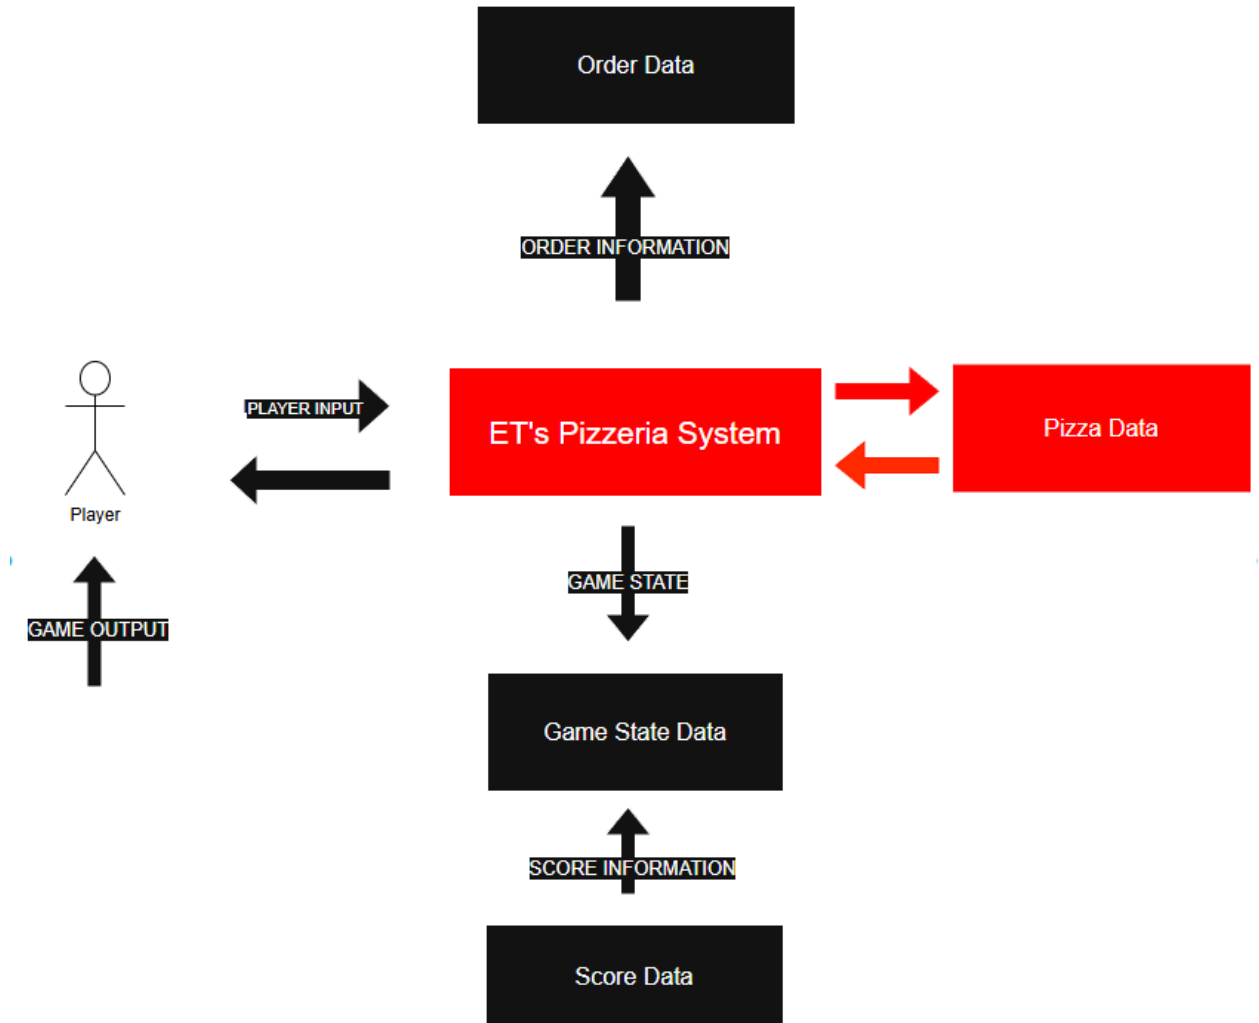 Order Data
ORDER INFORMATION
PLAYER INPUT
ET's Pizzeria System
Pizza Data
Player
GAME STATE
GAME OUTPUT
Game State Data
SCORE INFORMATION
Score Data